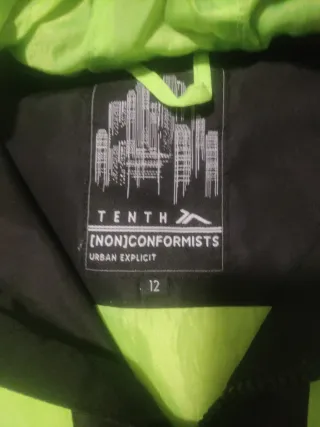 TENTH
[NON]CONFORMISTS
URBAN EXPLICIT
12